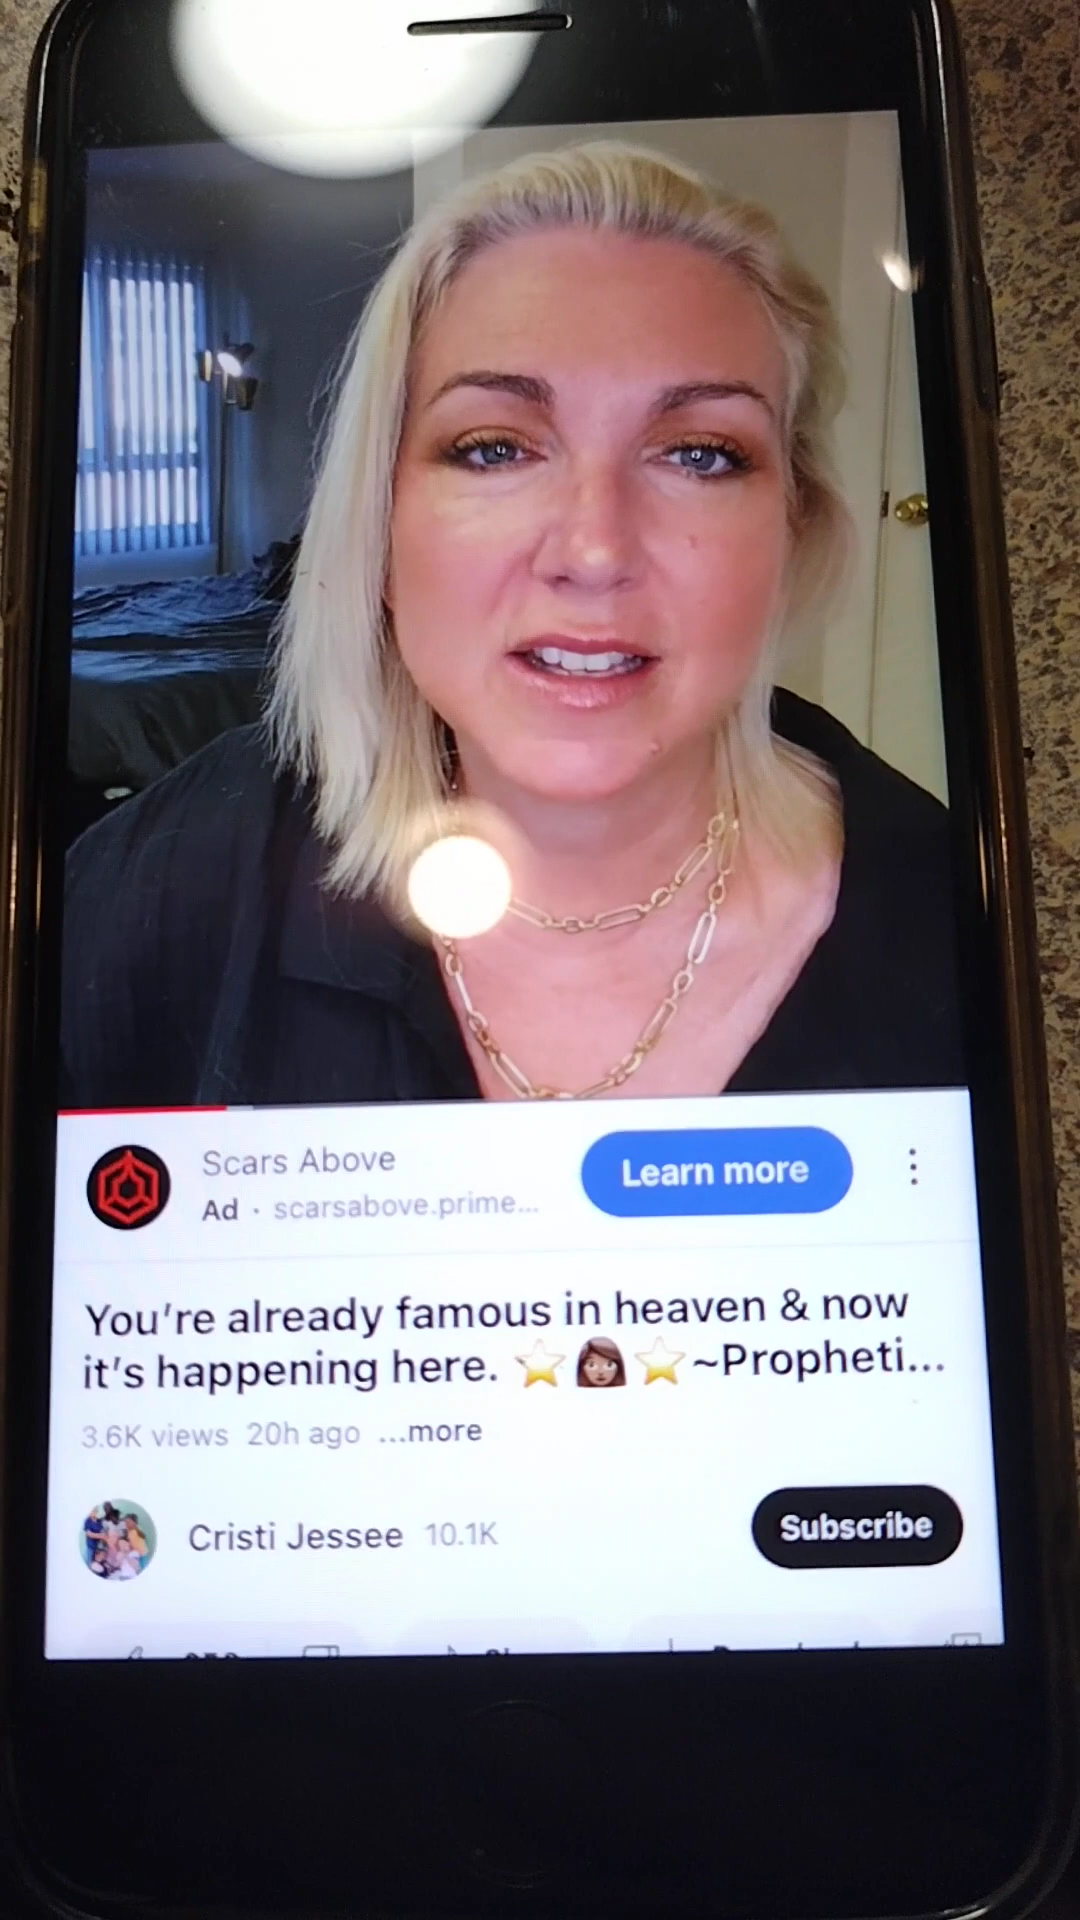 Scars Above
Ad · scarsabove.prime...
Learn more
You're already famous in heaven & now
it's happening here. ⭐👩🏽⭐~Propheti...
3.6K views 20h ago ...more
Cristi Jessee 10.1K
Subscribe